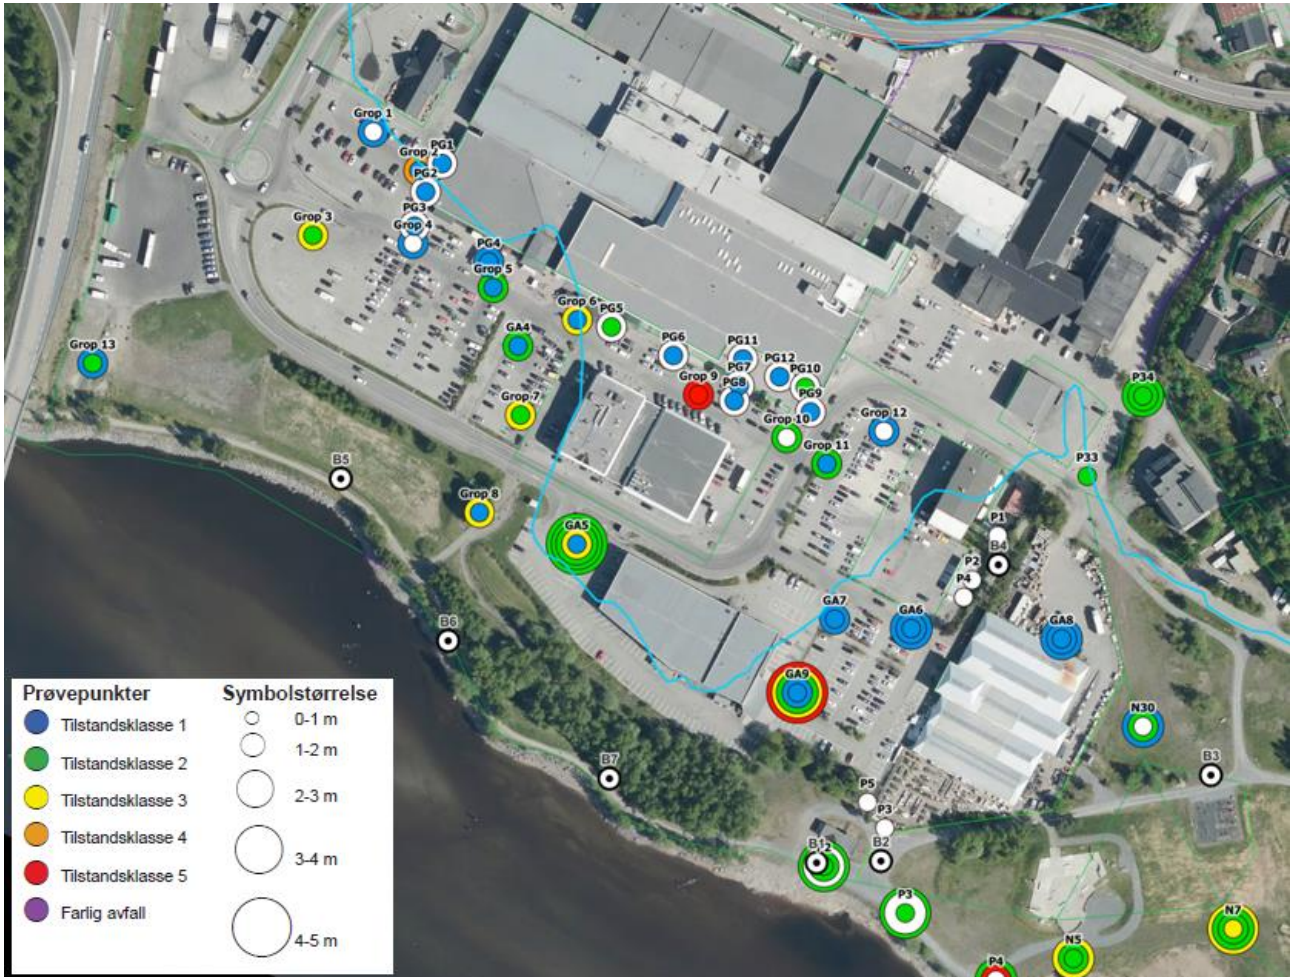 Grop 1
PG1
Grop 2
PG2
PG3
Grop 3
Grop 4
PG4
Grop 5
Grop 6
PG5
GA4
PG6
PG11
Grop 13
PG7
PG12
Grop 9
PG8
PG10
P34
PG9
Grop 7
Grop 12
Grop 10
Grop 11
B5
P33
Grop 8
GA5
P1
B4
P2
P4
GA7
GA6
GA8
B6
GA9
N30
B7
B3
P5
P3
B1
B2
P3
N7
N5
P4
Prøvepunkter
Tilstandsklasse 1
Tilstandsklasse 2
Tilstandsklasse 3
Tilstandsklasse 4
Tilstandsklasse 5
Farlig avfall
Symbolstørrelse
0-1 m
1-2 m
2-3 m
3-4 m
4-5 m